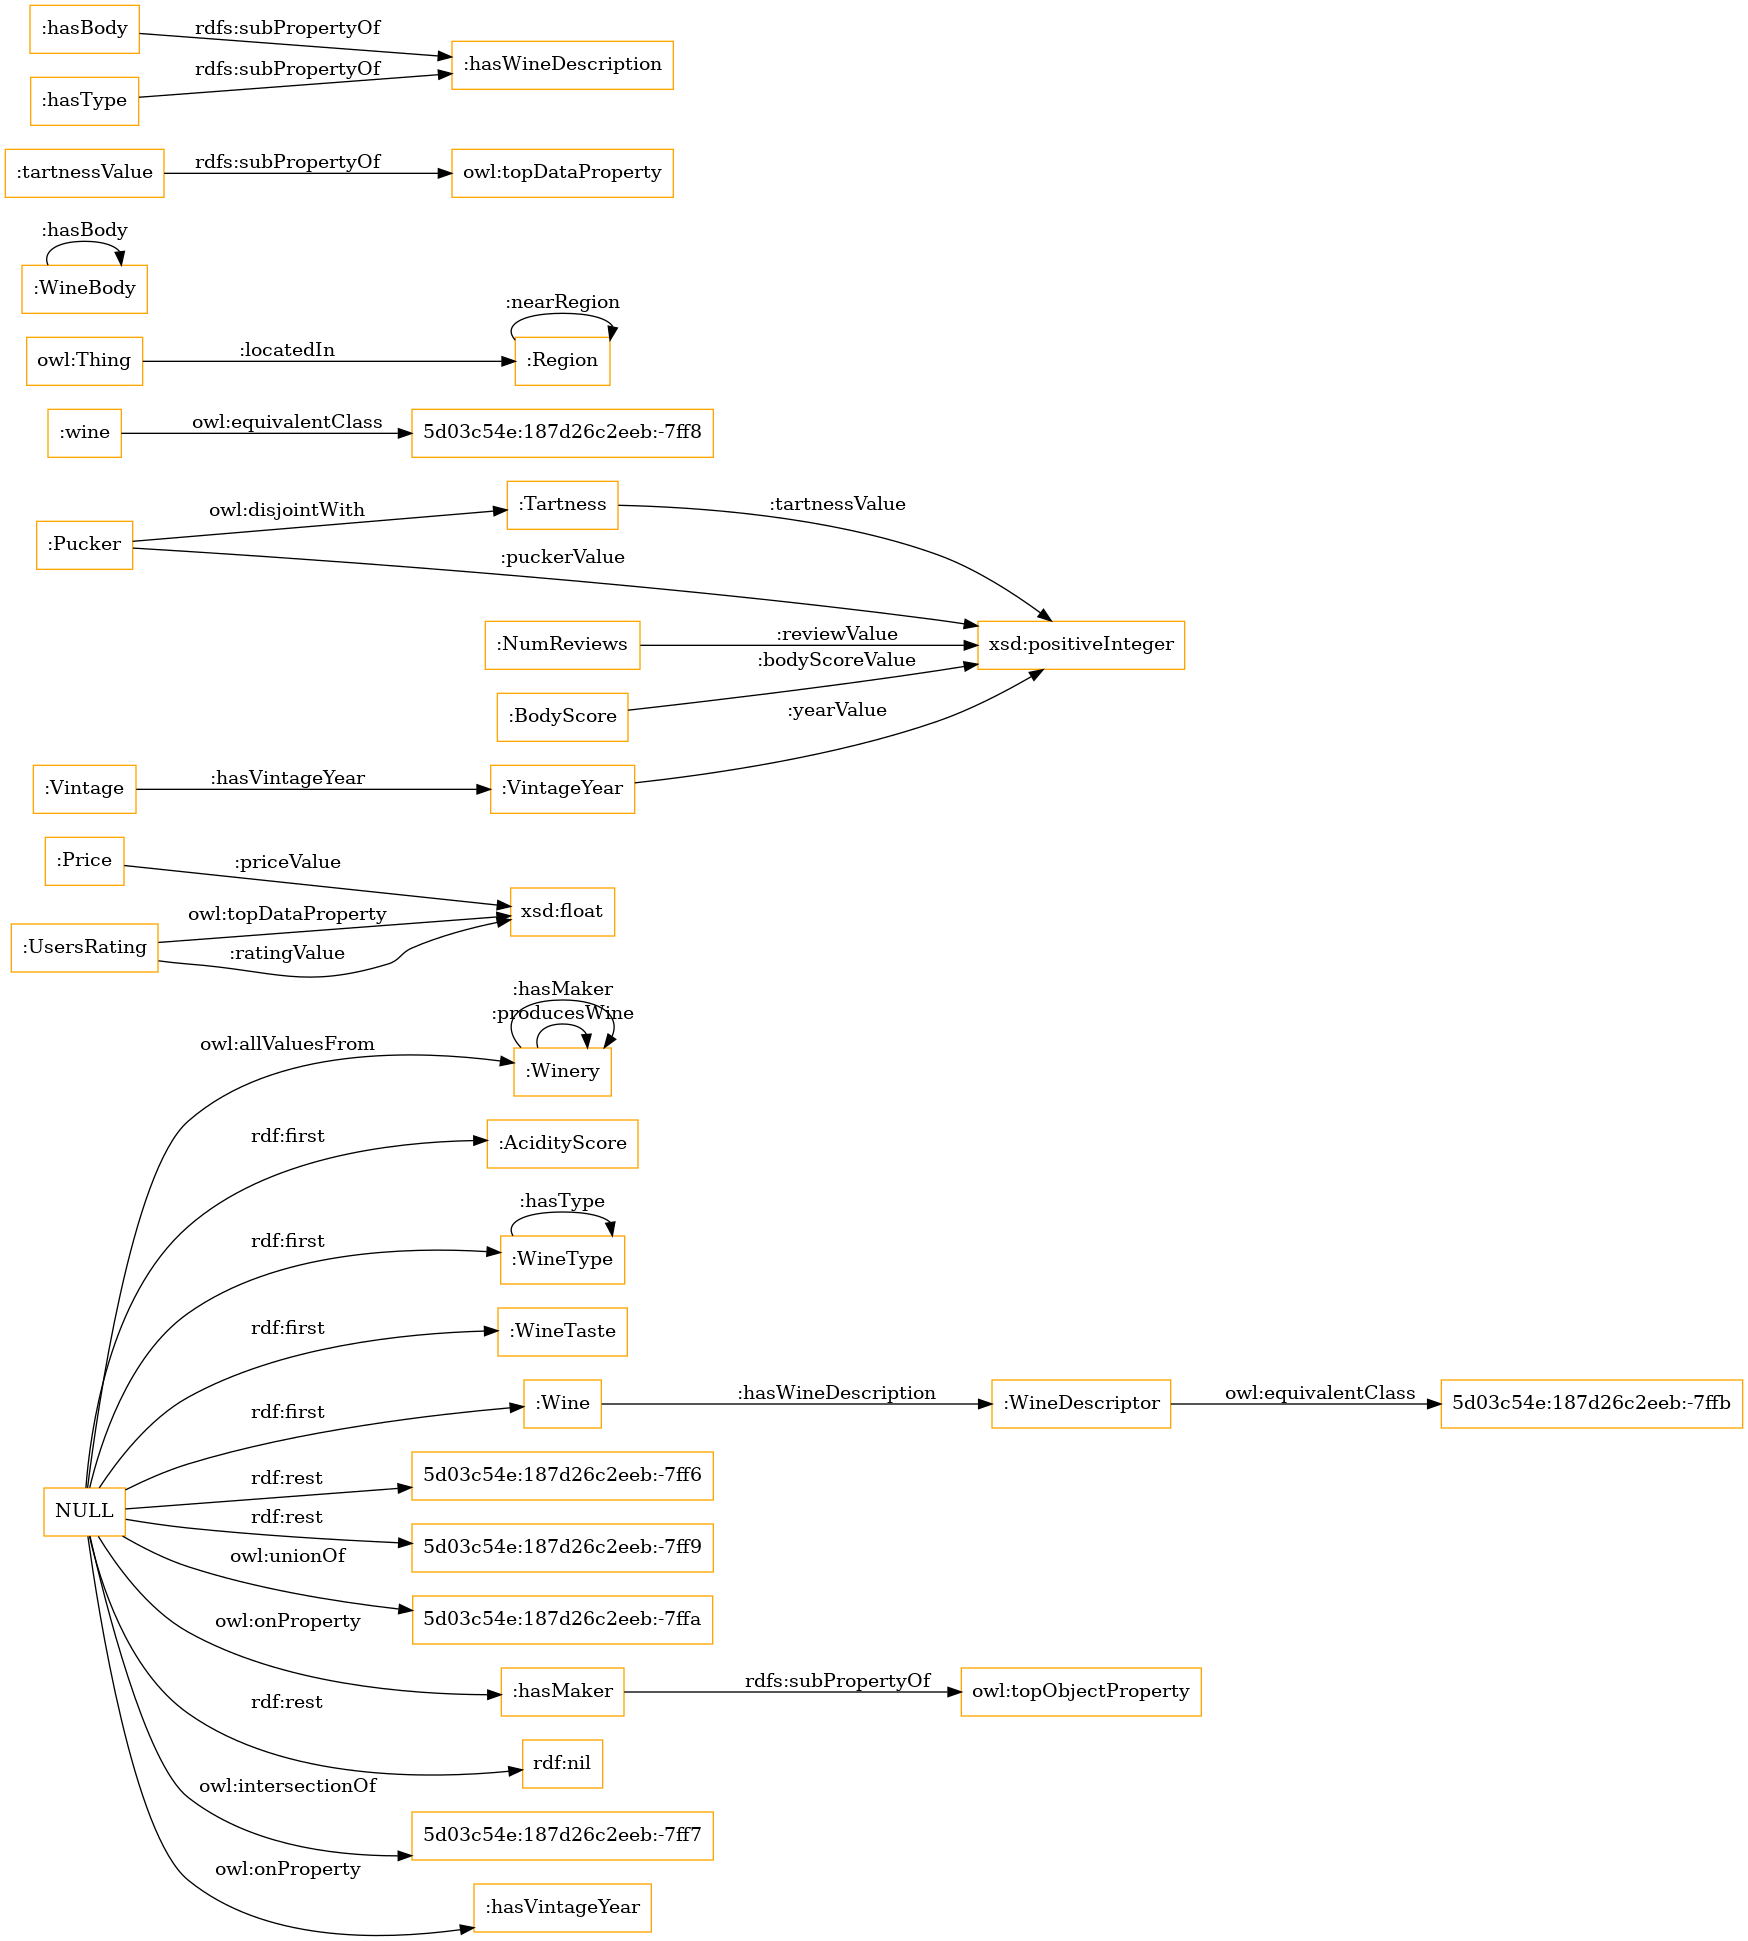 :hasBody
rdfs:subPropertyOf
:hasWineDescription
rdfs:subPropertyOf
:hasType
:tartnessValue
rdfs:subPropertyOf
owl:topDataProperty
:hasBody
:WineBody
:nearRegion
owl:Thing
:locatedIn
:Region
:wine
owl:equivalentClass
5d03c54e:187d26c2eeb:-7ff8
:Pucker
owl:disjointWith
:Tartness
:tartnessValue
:puckerValue
:NumReviews
:reviewValue
xsd:positiveInteger
:bodyScoreValue
:BodyScore
:yearValue
:Vintage
:hasVintageYear
:VintageYear
:Price
:priceValue
xsd:float
owl:topDataProperty
:UsersRating
:ratingValue
:hasMaker
:producesWine
owl:allValuesFrom
:Winery
rdf:first
:AcidityScore
:hasType
rdf:first
:WineType
rdf:first
:WineTaste
rdf:first
:Wine
:hasWineDescription
:WineDescriptor
owl:equivalentClass
5d03c54e:187d26c2eeb:-7ffb
rdf:rest
5d03c54e:187d26c2eeb:-7ff6
NULL
rdf:rest
5d03c54e:187d26c2eeb:-7ff9
owl:unionOf
5d03c54e:187d26c2eeb:-7ffa
owl:onProperty
:hasMaker
rdfs:subPropertyOf
owl:topObjectProperty
rdf:rest
rdf:nil
owl:intersectionOf
5d03c54e:187d26c2eeb:-7ff7
owl:onProperty
:hasVintageYear